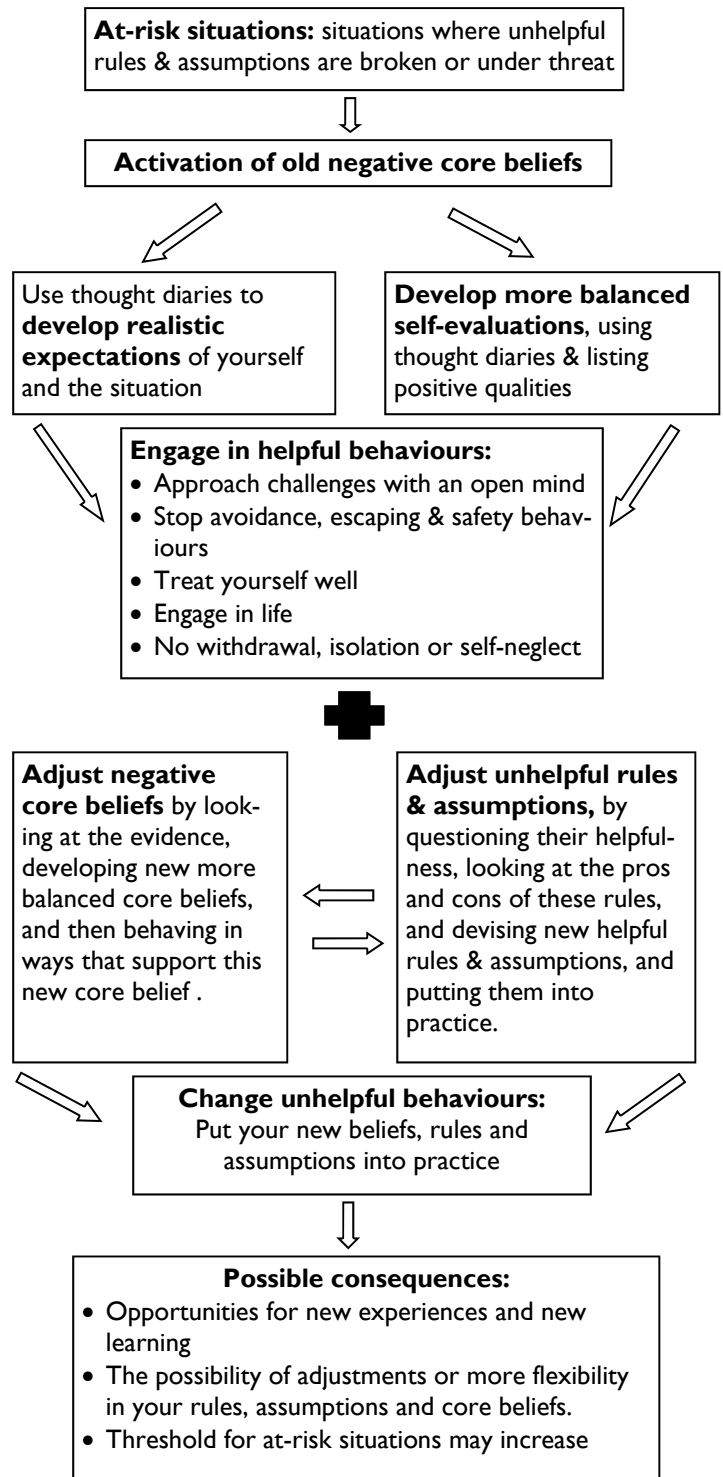 At-risk situations: situations where unhelpful
rules & assumptions are broken or under threat
Activation of old negative core beliefs
Use thought diaries to
develop realistic
expectations of yourself
and the situation
Develop more balanced
self-evaluations, using
thought diaries & listing
positive qualities
Engage in helpful behaviours:
• Approach challenges with an open mind
• Stop avoidance, escaping & safety behav-
iours
• Treat yourself well
• Engage in life
• No withdrawal, isolation or self-neglect
Adjust negative
core beliefs by look-
ing at the evidence,
developing new more
balanced core beliefs,
and then behaving in
ways that support this
new core belief .
Adjust unhelpful rules
& assumptions, by
questioning their helpful-
ness, looking at the pros
and cons of these rules,
and devising new helpful
rules & assumptions, and
putting them into
practice.
Change unhelpful behaviours:
Put your new beliefs, rules and
assumptions into practice
Possible consequences:
• Opportunities for new experiences and new
learning
• The possibility of adjustments or more flexibility
in your rules, assumptions and core beliefs.
• Threshold for at-risk situations may increase